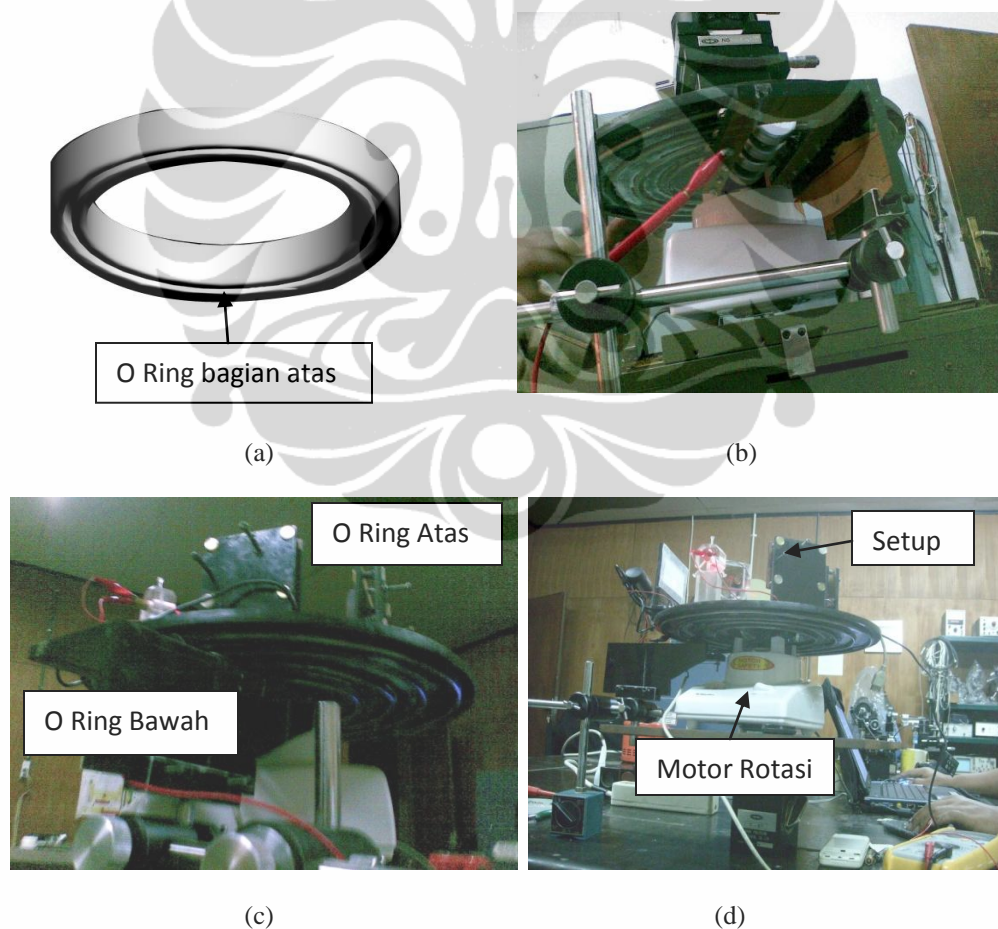 O Ring bagian atas
(a)
(b)
O Ring Atas
Setup
O Ring Bawah
Motor Rotasi
(c)
(d)